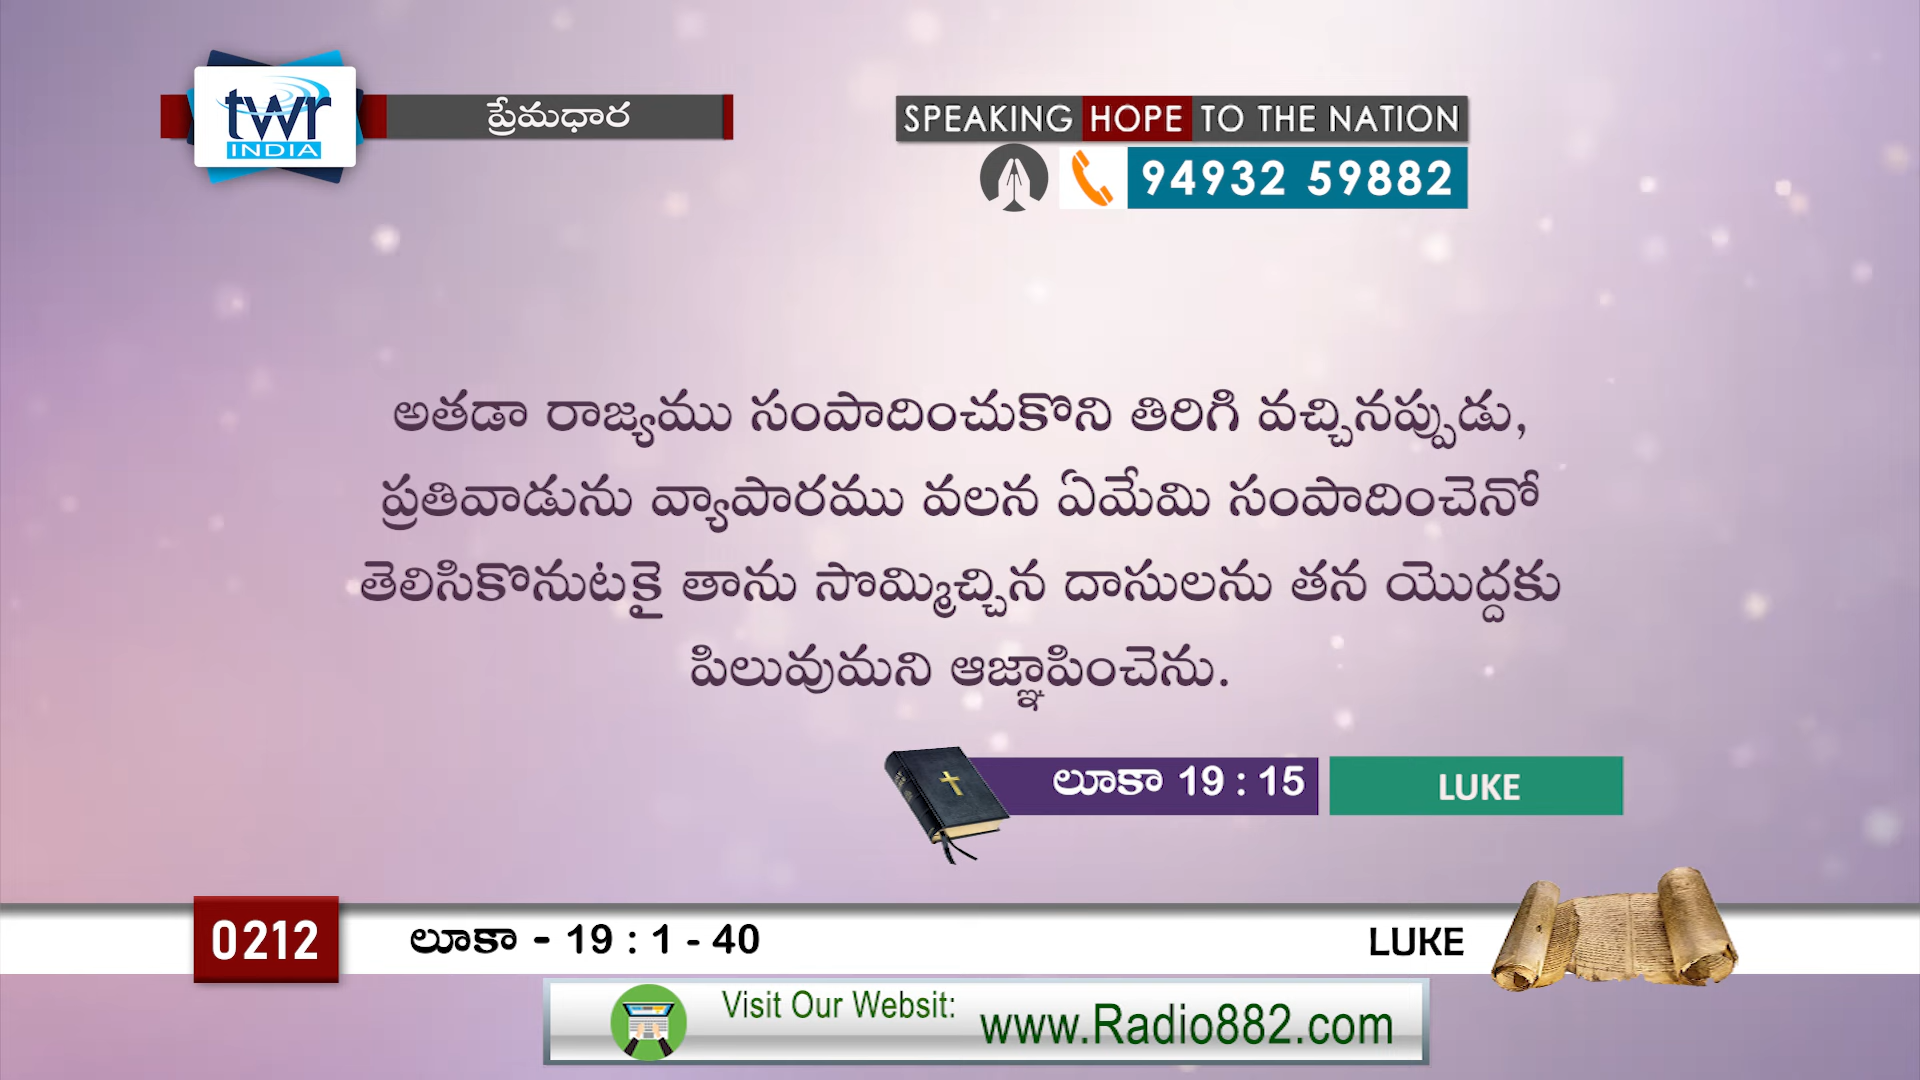 twr
INDIA
ప్రేమధార
SPEAKING HOPE TO THE NATION
94932 59882
అతడా రాజ్యము సంపాదించుకొని తిరిగి వచ్చినప్పుడు,
ప్రతివాడును వ్యాపారము వలన ఏమేమి సంపాదించెనో
తెలిసికొనుటకై తాను సొమ్మిచ్చిన దాసులను తన యొద్దకు
పిలువుమని ఆజ్ఞాపించెను.
లూకా 19 : 15
LUKE
0212
లూకా - 19 : 1 - 40
LUKE
Visit Our Websit:
www.Radio882.com